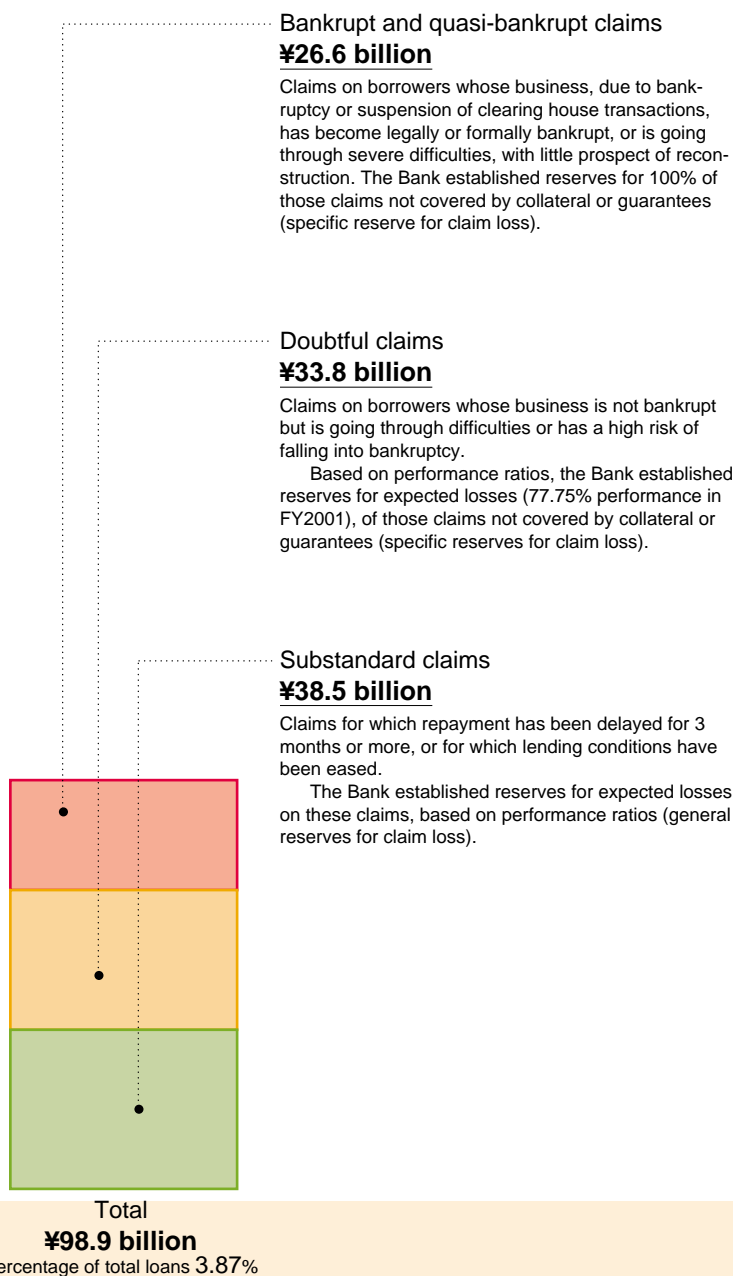 Bankrupt and quasi-bankrupt claims
¥26.6 billion
Claims on borrowers whose business, due to bank-
ruptcy or suspension of clearing house transactions,
has become legally or formally bankrupt, or is going
through severe difficulties, with little prospect of recon-
struction. The Bank established reserves for 100% of
those claims not covered by collateral or guarantees
(specific reserve for claim loss).
Doubtful claims
¥33.8 billion
Claims on borrowers whose business is not bankrupt
but is going through difficulties or has a high risk of
falling into bankruptcy.
Based on performance ratios, the Bank established
reserves for expected losses (77.75% performance in
FY2001), of those claims not covered by collateral or
guarantees (specific reserves for claim loss).
Substandard claims
¥38.5 billion
Claims for which repayment has been delayed for 3
months or more, or for which lending conditions have
been eased.
The Bank established reserves for expected losses
on these claims, based on performance ratios (general
reserves for claim loss).
Total
¥98.9 billion
ercentage of total loans 3.87%